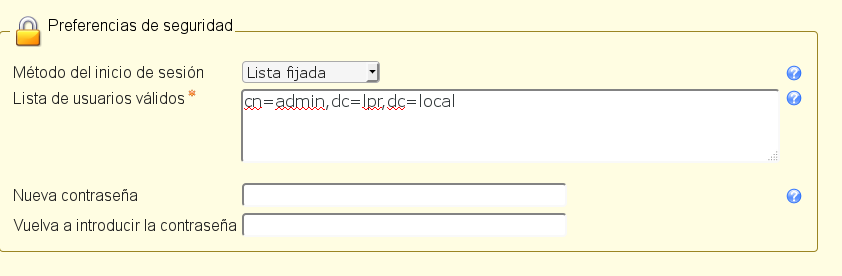 Preferencias de seguridad
Método del inicio de sesión Lista fijada
Lista de usuarios válidos * cn=admin,dc=lpr,dc=local
Nueva contraseña
Vuelva a introducir la contraseña